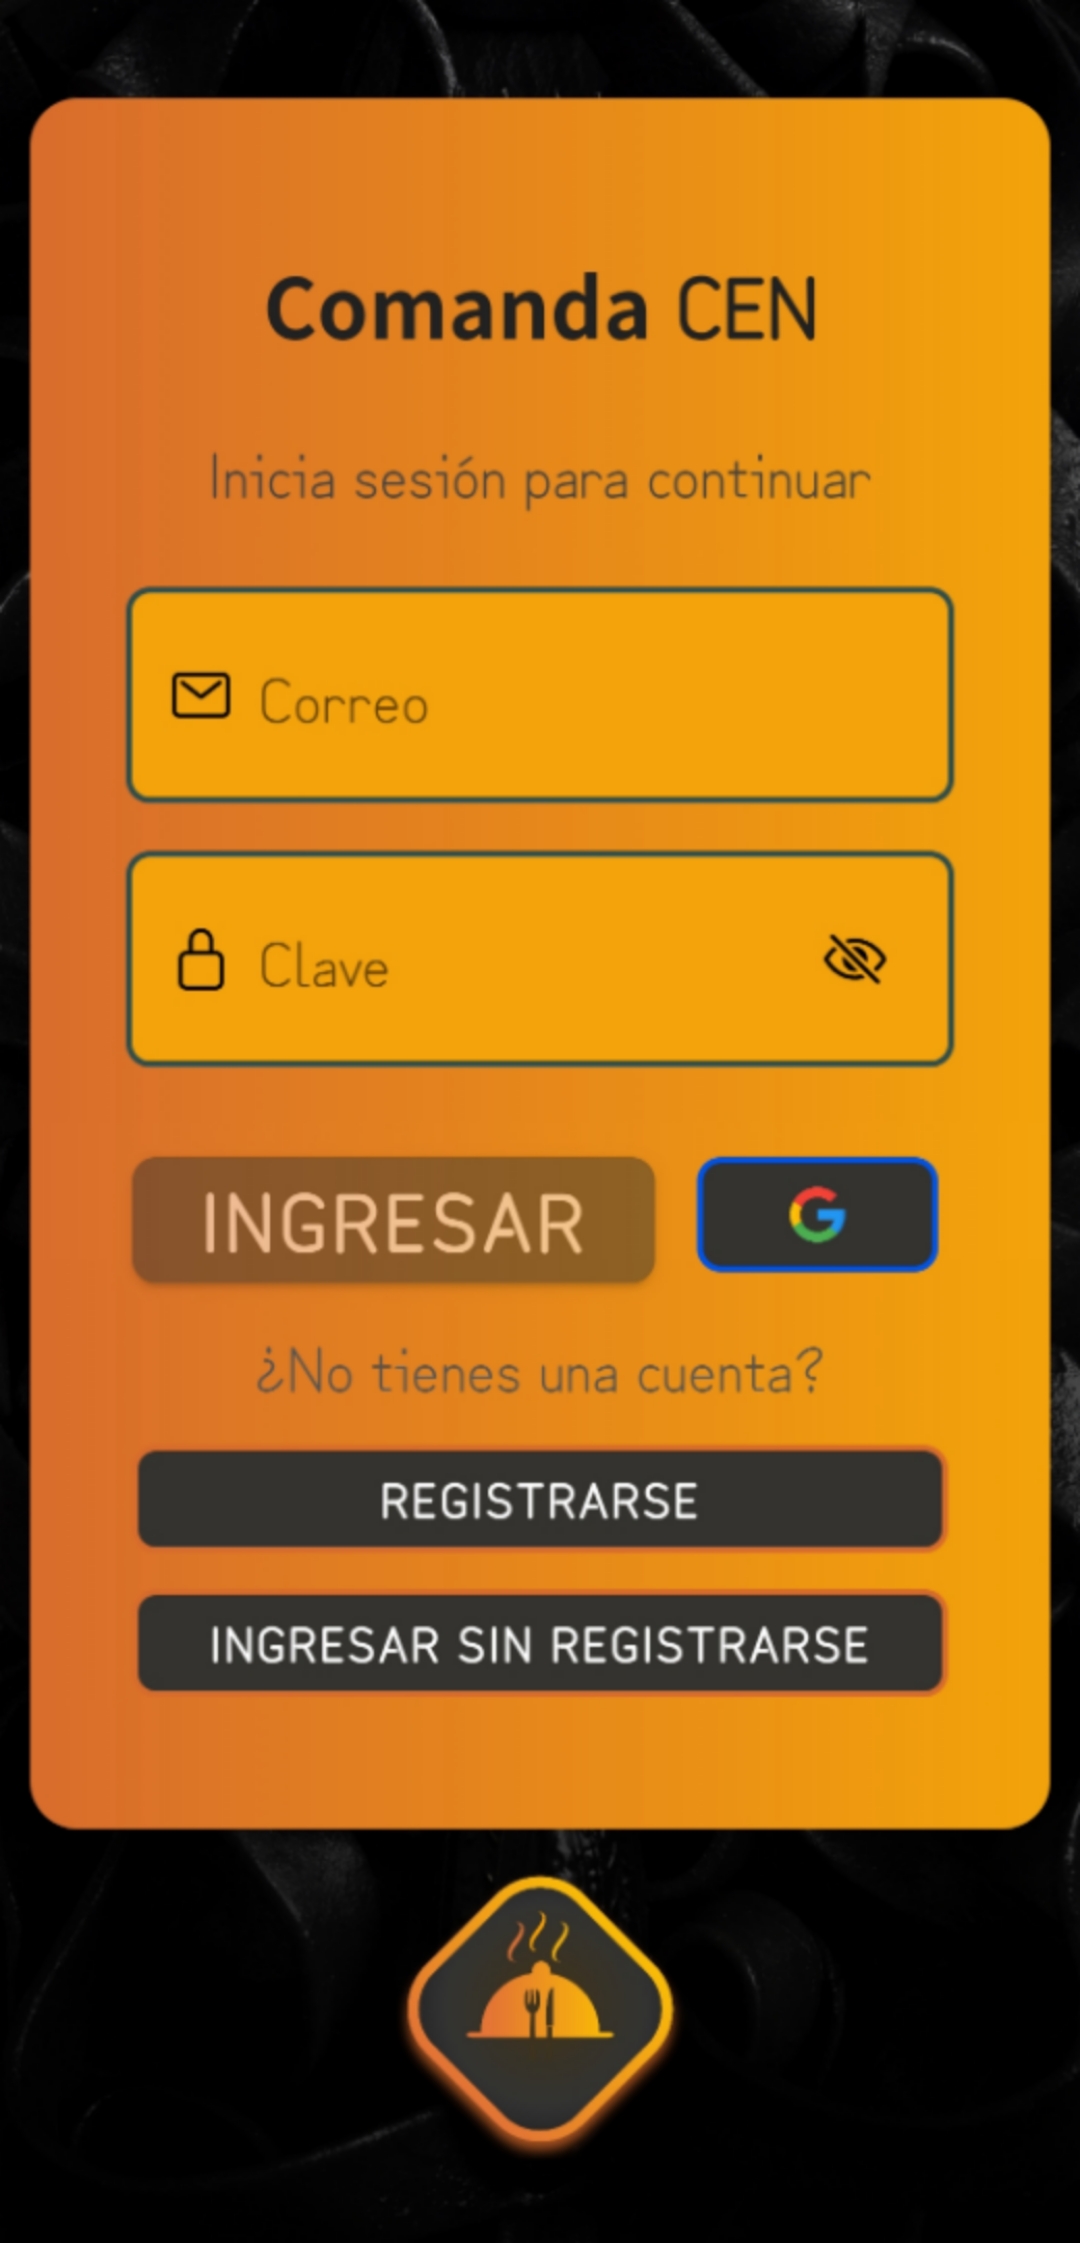 Comanda CEN
Inicia sesión para continuar
Correo
Clave
INGRESAR
¿No tienes una cuenta?
REGISTRARSE
INGRESAR SIN REGISTRARSE